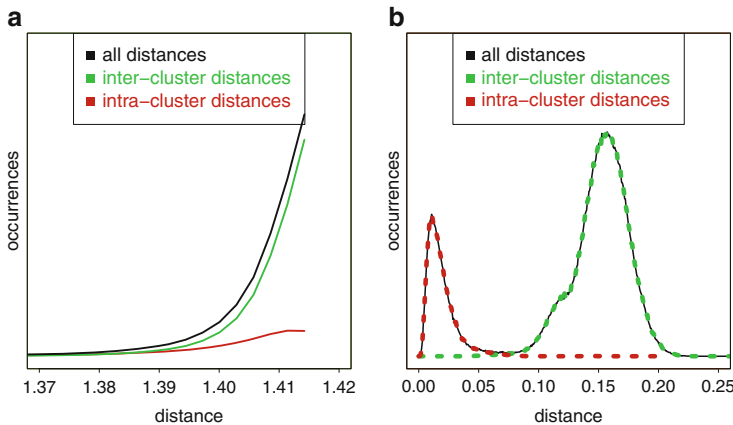 a
all distances
inter−cluster distances
intra−cluster distances
occurrences
1.37 1.38 1.39 1.40 1.41 1.42
distance
b
all distances
inter−cluster distances
intra−cluster distances
occurrences
0.00 0.05 0.10 0.15 0.20 0.25
distance